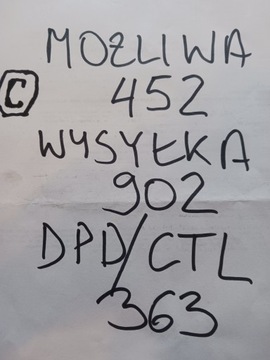 MOŻLIWA
C 452
WYSYŁKA
902
DPD/CTL
363